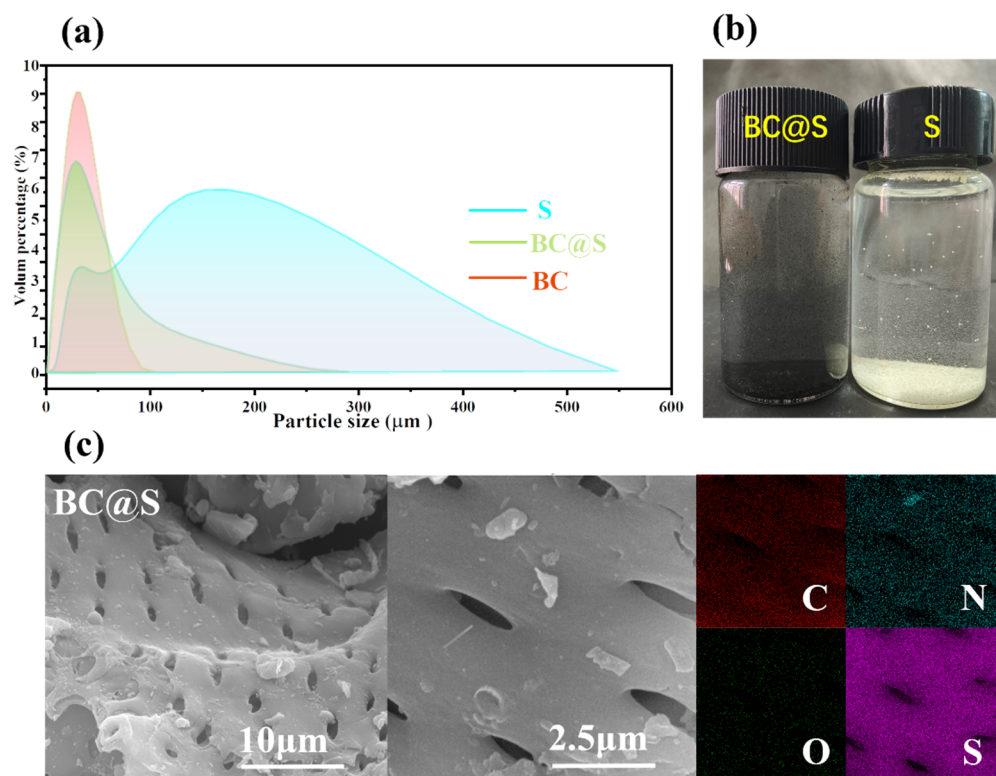 (a)
10
9
8
7
6
5
4
3
2
1
0
Volum percentage (%)
0 100 200 300 400 500 600
Particle size (μm )
S
BC@S
BC
(b)
BC@S S
(c)
BC@S
10μm
2.5μm
C
N
O
S